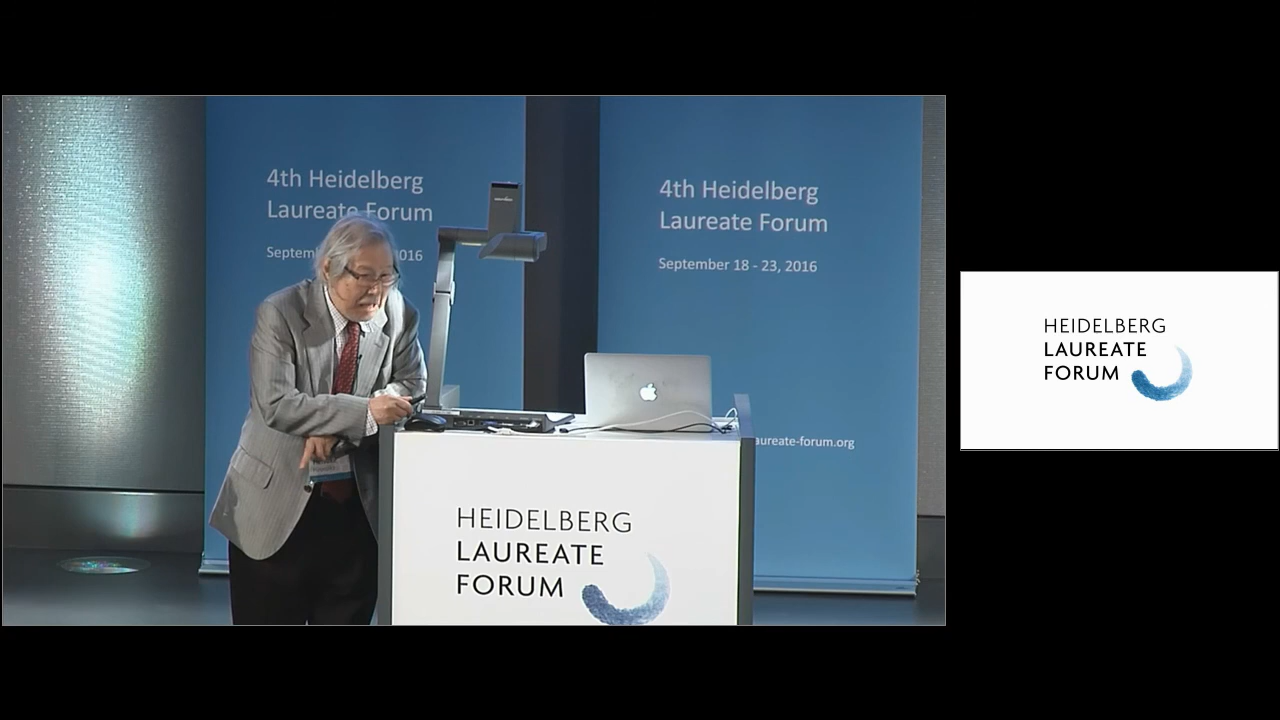 4th Heidelberg
Laureate Forum
Septem 2016
4th Heidelberg
Laureate Forum
September 18 - 23, 2016
aureate-forum.org
HEIDELBERG
LAUREATE
FORUM
HEIDELBERG
LAUREATE
FORUM